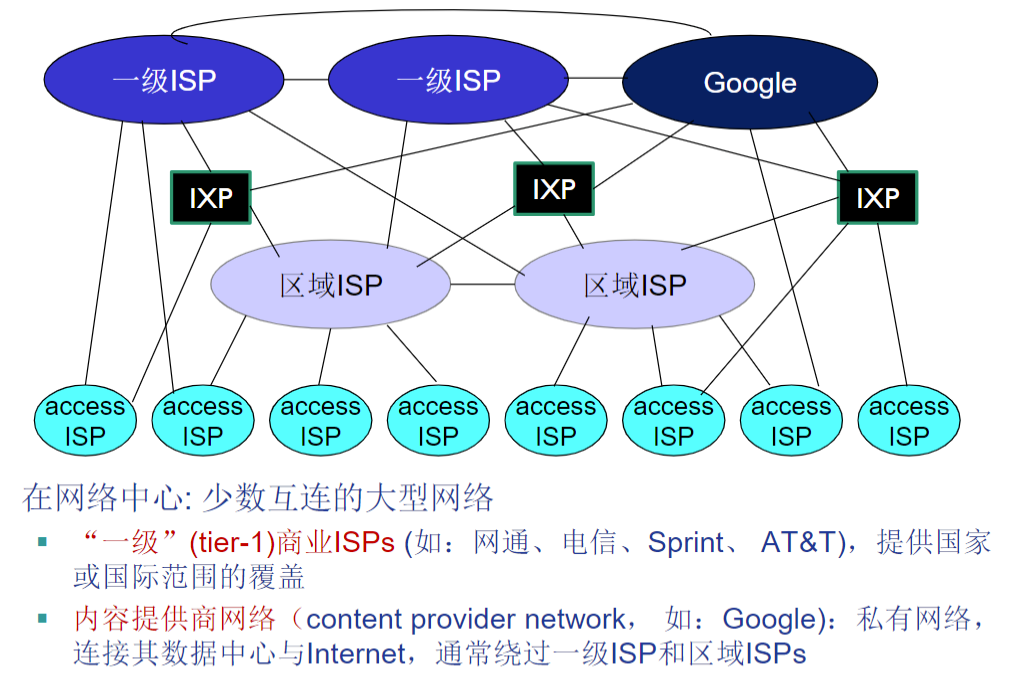 一级ISP
一级ISP
Google
IXP
IXP
IXP
区域ISP
区域ISP
access
ISP
access
ISP
access
ISP
access
ISP
access
ISP
access
ISP
access
ISP
access
ISP
在网络中心: 少数互连的大型网络
“一级”(tier-1)商业ISPs (如：网通、电信、Sprint、 AT&T)，提供国家
或国际范围的覆盖
内容提供商网络（content provider network， 如：Google)：私有网络，
连接其数据中心与Internet，通常绕过一级ISP和区域ISPs